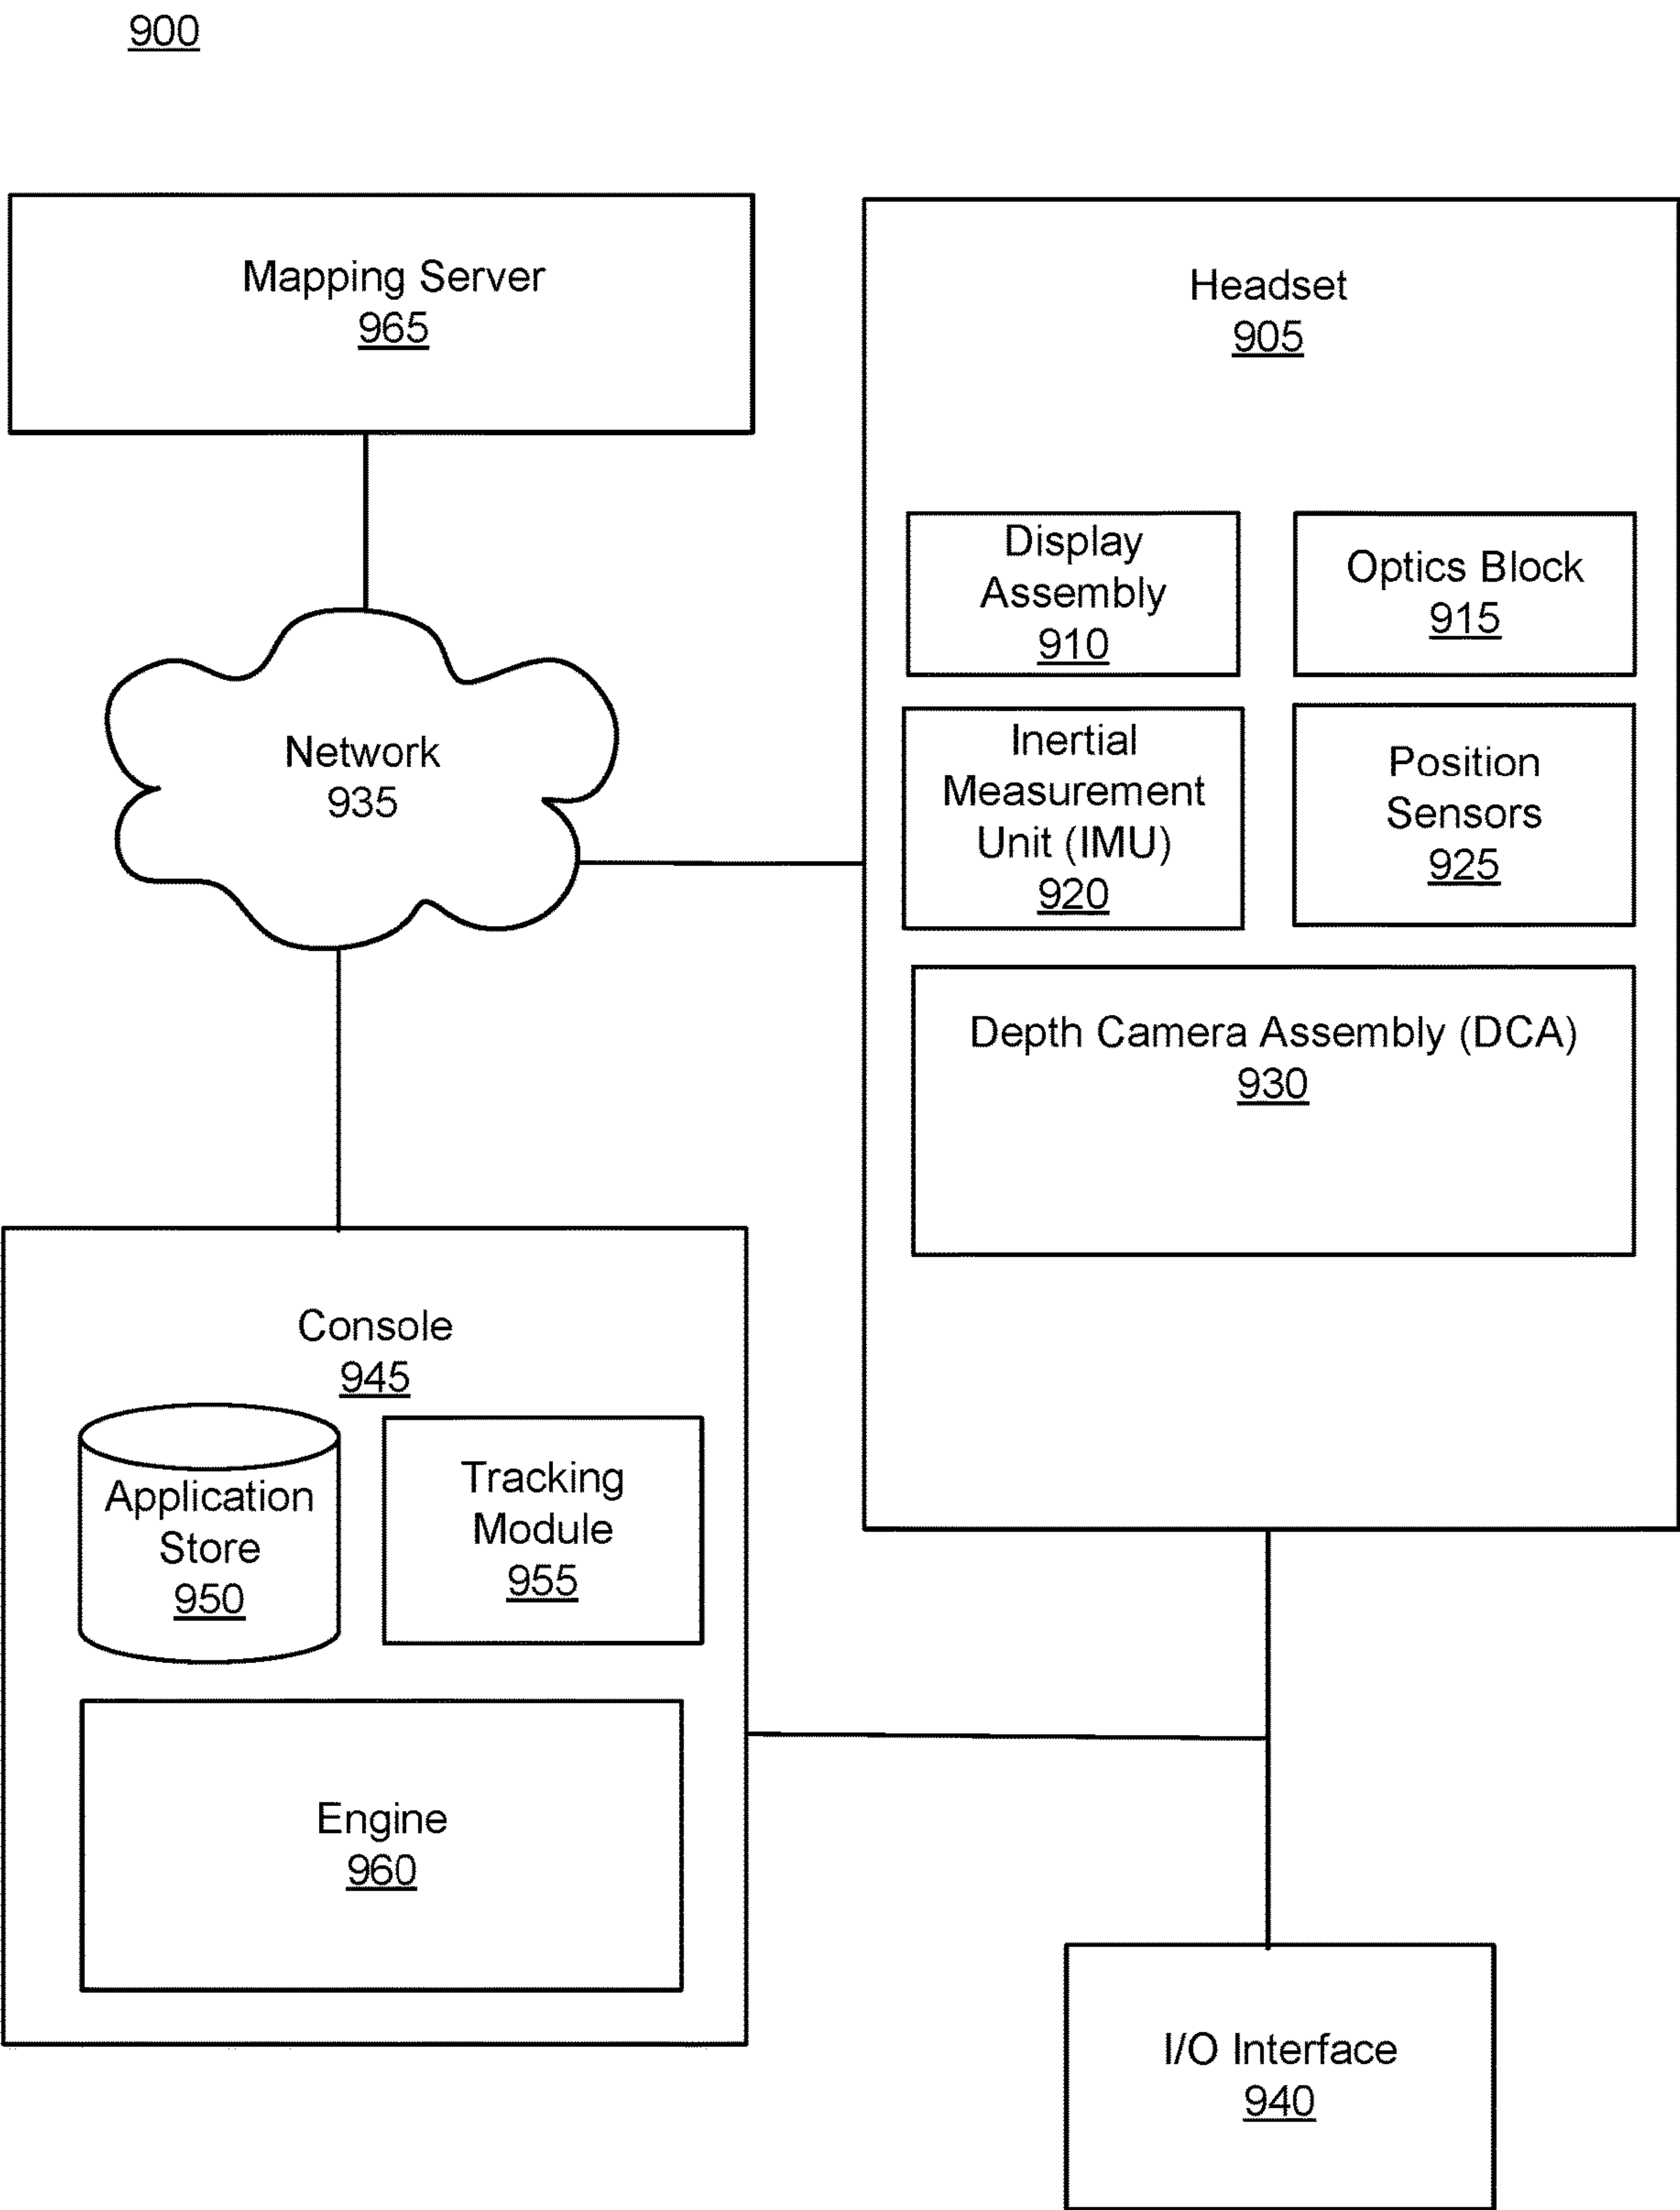 900
Mapping Server
965
Headset
905
Display
Assembly
910
Optics Block
915
Inertial
Measurement
Unit (IMU)
920
Position
Sensors
925
Depth Camera Assembly (DCA)
930
Network
935
Console
945
Application
Store
950
Tracking
Module
955
Engine
960
I/O Interface
940